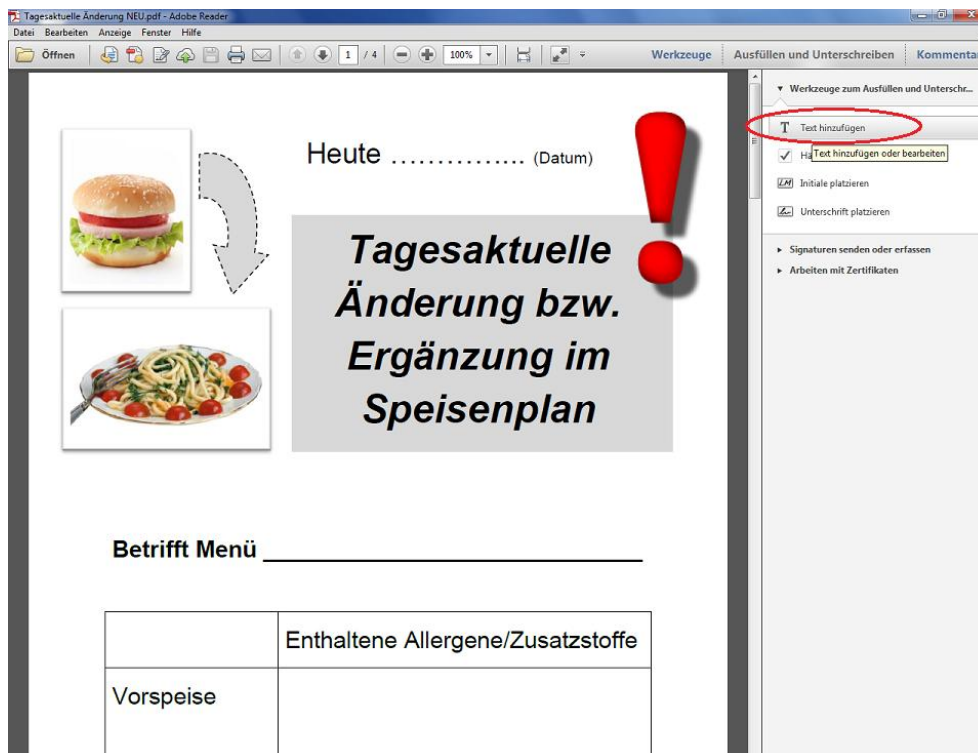 Tagesaktuelle Änderung NEU.pdf - Adobe Reader
Datei Bearbeiten Anzeige Fenster Hilfe
Öffnen 1 / 4 100% Werkzeuge Ausfüllen und Unterschreiben Kommenta
Werkzeuge zum Ausfüllen und Unterschr...
T Text hinzufügen
Text hinzufügen oder bearbeiten
Initiale platzieren
Unterschrift platzieren
Signaturen senden oder erfassen
Arbeiten mit Zertifikaten
Heute …………… (Datum)
!
Tagesaktuelle
Änderung bzw.
Ergänzung im
Speisenplan
Betrifft Menü ____________________________
Enthaltene Allergene/Zusatzstoffe
Vorspeise